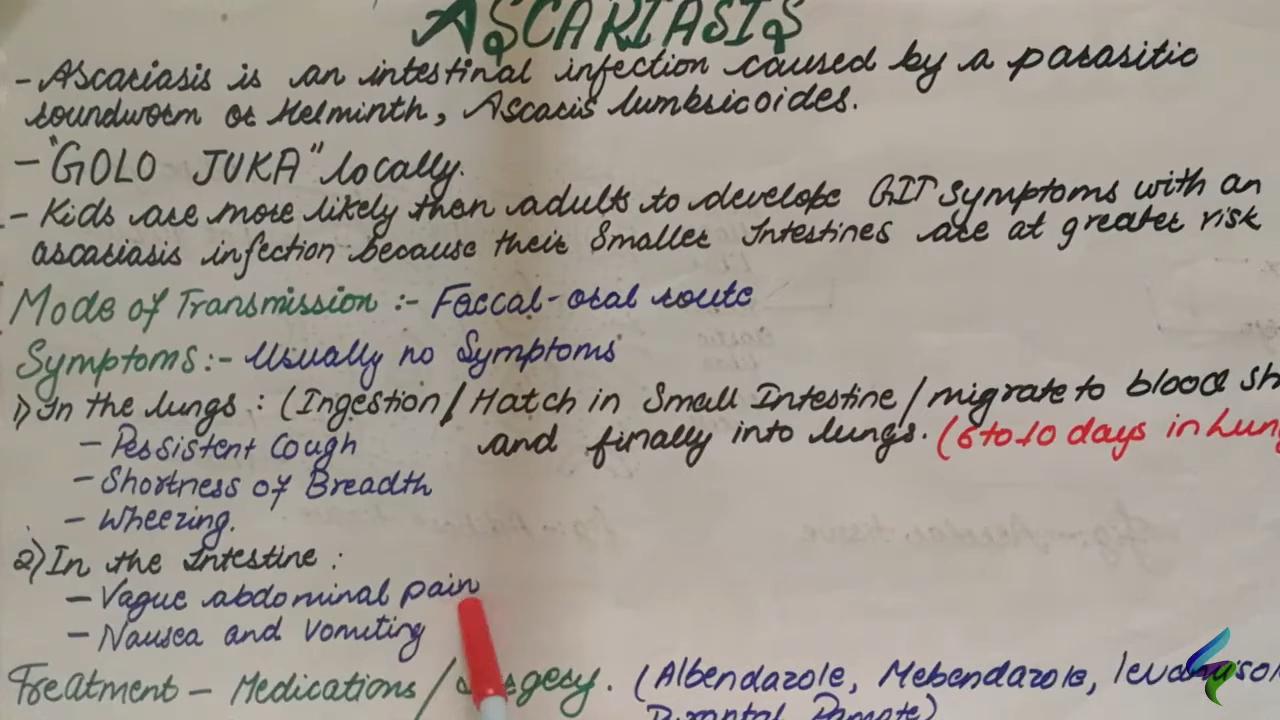 ASCARIASIS
- Ascariasis is an intestinal infection caused by a parasitic
roundworm or Helminth, Ascaris lumbricoides.
- "GOLO JUKA" locally.
- Kids are more likely then adults to develope GIT symptoms with an
ascariasis infection because their Smaller Intestines are at greater risk
Mode of Transmission :- Faecal-oral route
Symptoms :- Usually no Symptoms
1) In the lungs : (Ingestion / Hatch in Small Intestine / migrate to blood
and finally into lungs. (6 to 10 days in
- Persistent Cough
- Shortness of Breadth
- Wheezing.
2) In the Intestine :
- Vague abdominal pain
- Nausea and Vomiting
Treatment - Medications / . (Albendazole, Mebendazole,